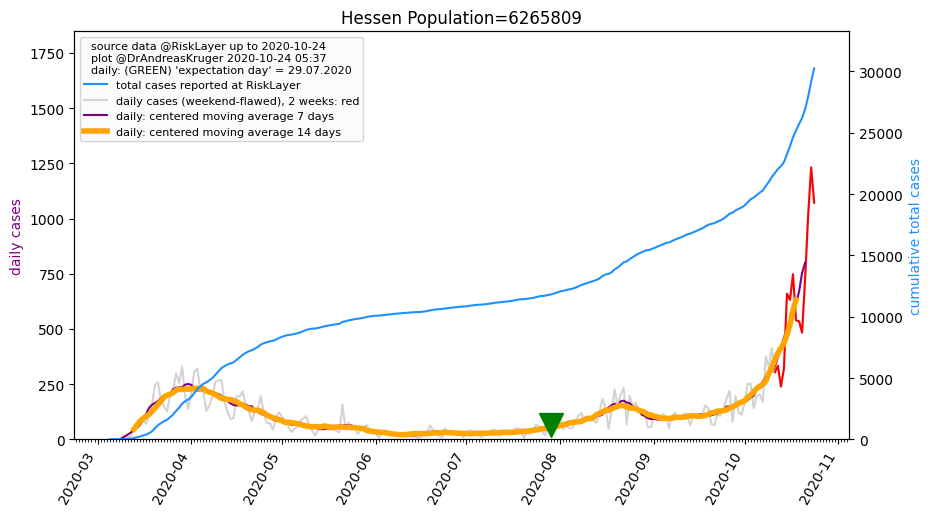 Hessen Population=6265809
source data @RiskLayer up to 2020-10-24
plot @DrAndreasKruger 2020-10-24 05:37
daily: (GREEN) 'expectation day' = 29.07.2020
total cases reported at RiskLayer
daily cases (weekend-flawed), 2 weeks: red
daily: centered moving average 7 days
daily: centered moving average 14 days
daily cases
1750
1500
1250
1000
750
500
250
0
cumulative total cases
30000
25000
20000
15000
10000
5000
0
2020-03
2020-04
2020-05
2020-06
2020-07
2020-08
2020-09
2020-10
2020-11